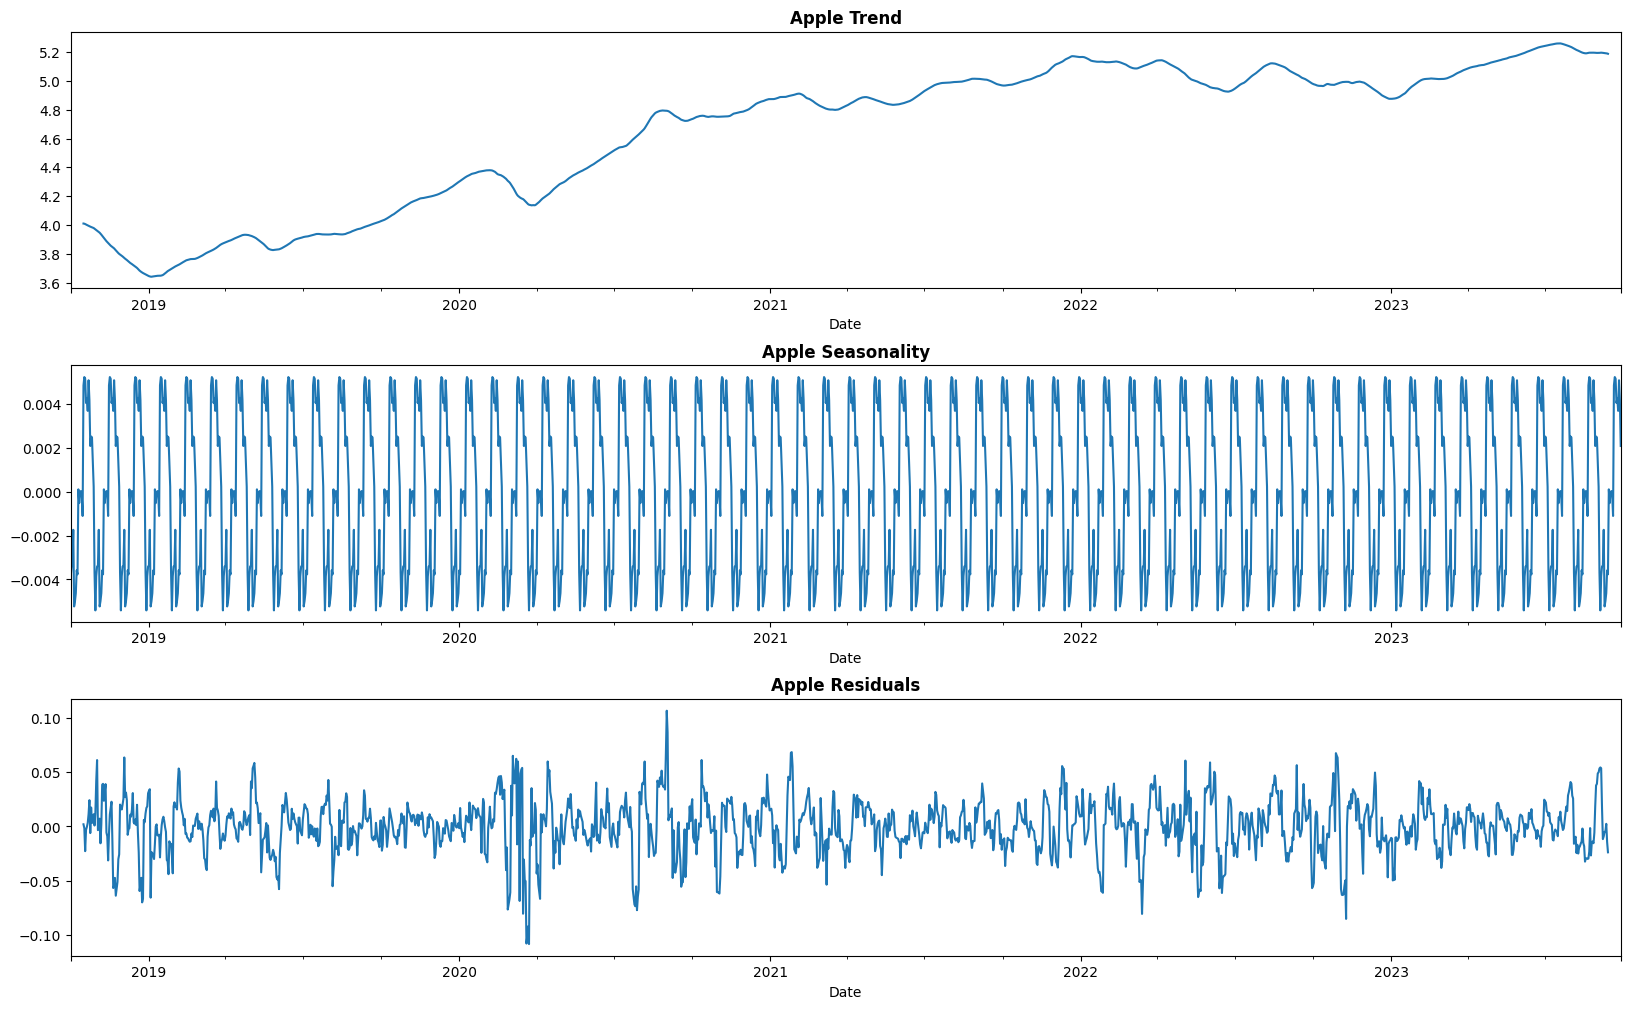 Apple Trend
5.2
5.0
4.8
4.6
4.4
4.2
4.0
3.8
3.6
2019 2020 2021 2022 2023
Date
Apple Seasonality
0.004
0.002
0.000
−0.002
−0.004
2019 2020 2021 2022 2023
Date
Apple Residuals
0.10
0.05
0.00
−0.05
−0.10
2019 2020 2021 2022 2023
Date